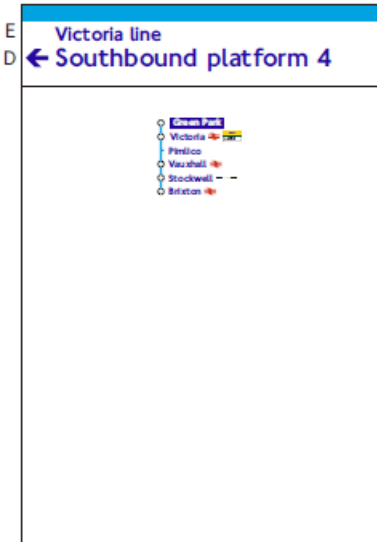 E
Victoria line
D
← Southbound platform 4
Green Park
Victoria
Pimlico
Vauxhall
Stockwell
Brixton